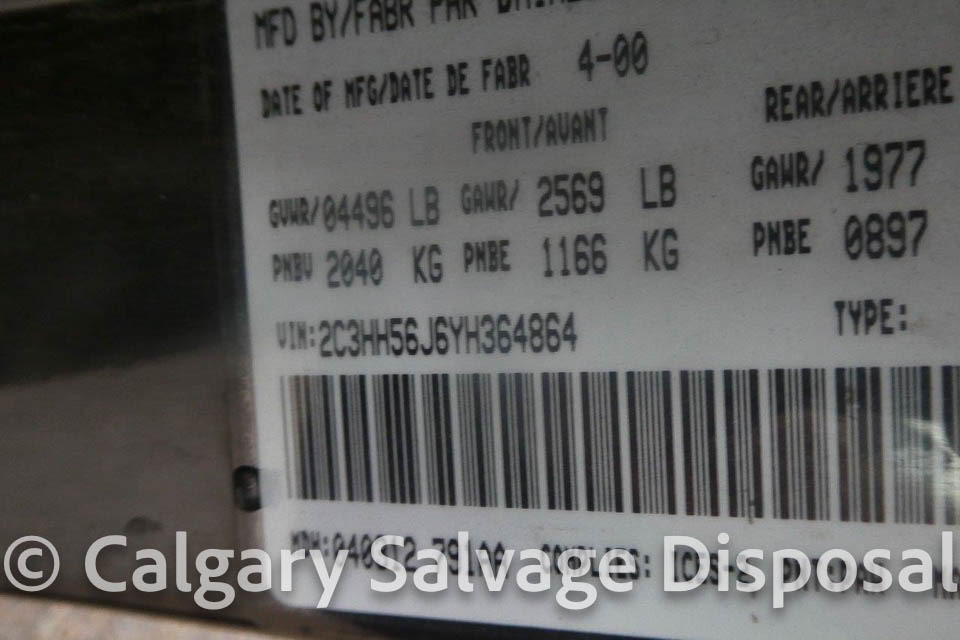 MFD BY/FABR PAR
DATE OF MFG/DATE DE FABR 4-00
FRONT/AVANT REAR/ARRIERE
GVWR/04496 LB GAWR/ 2569 LB GAWR/ 1977
PNBV 2040 KG PNBE 1166 KG PNBE 0897
VIN:2C3HH56J6YH364864 TYPE:
© Calgary Salvage Disposal